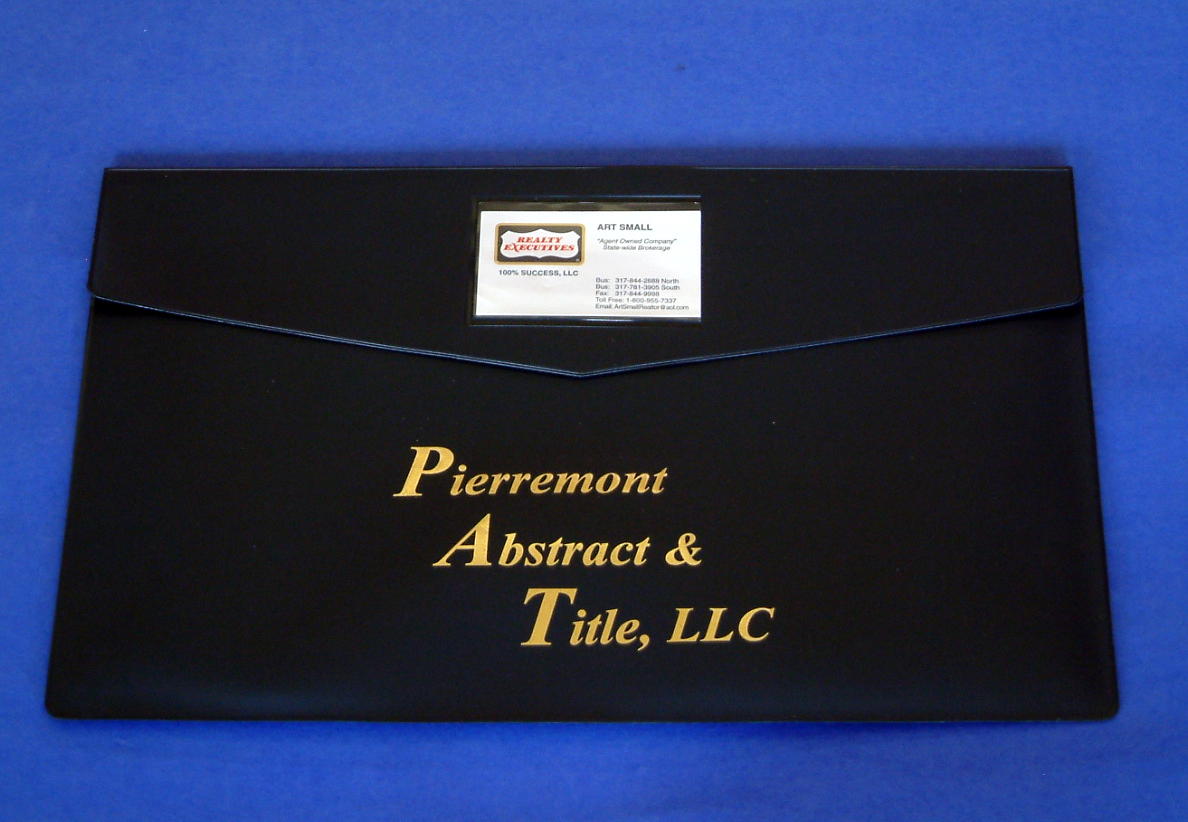 REALTY
EXECUTIVES
100% SUCCESS, LLC
ART SMALL
"Agent Owned Company"
State-wide Brokerage
Bus: 317-844-2688 North
Bus: 317-781-3905 South
Fax: 317-844-9998
Toll Free: 1-800-955-7337
Email: ArtSmallRealtor@aol.com
Pierremont
Abstract &
Title, LLC